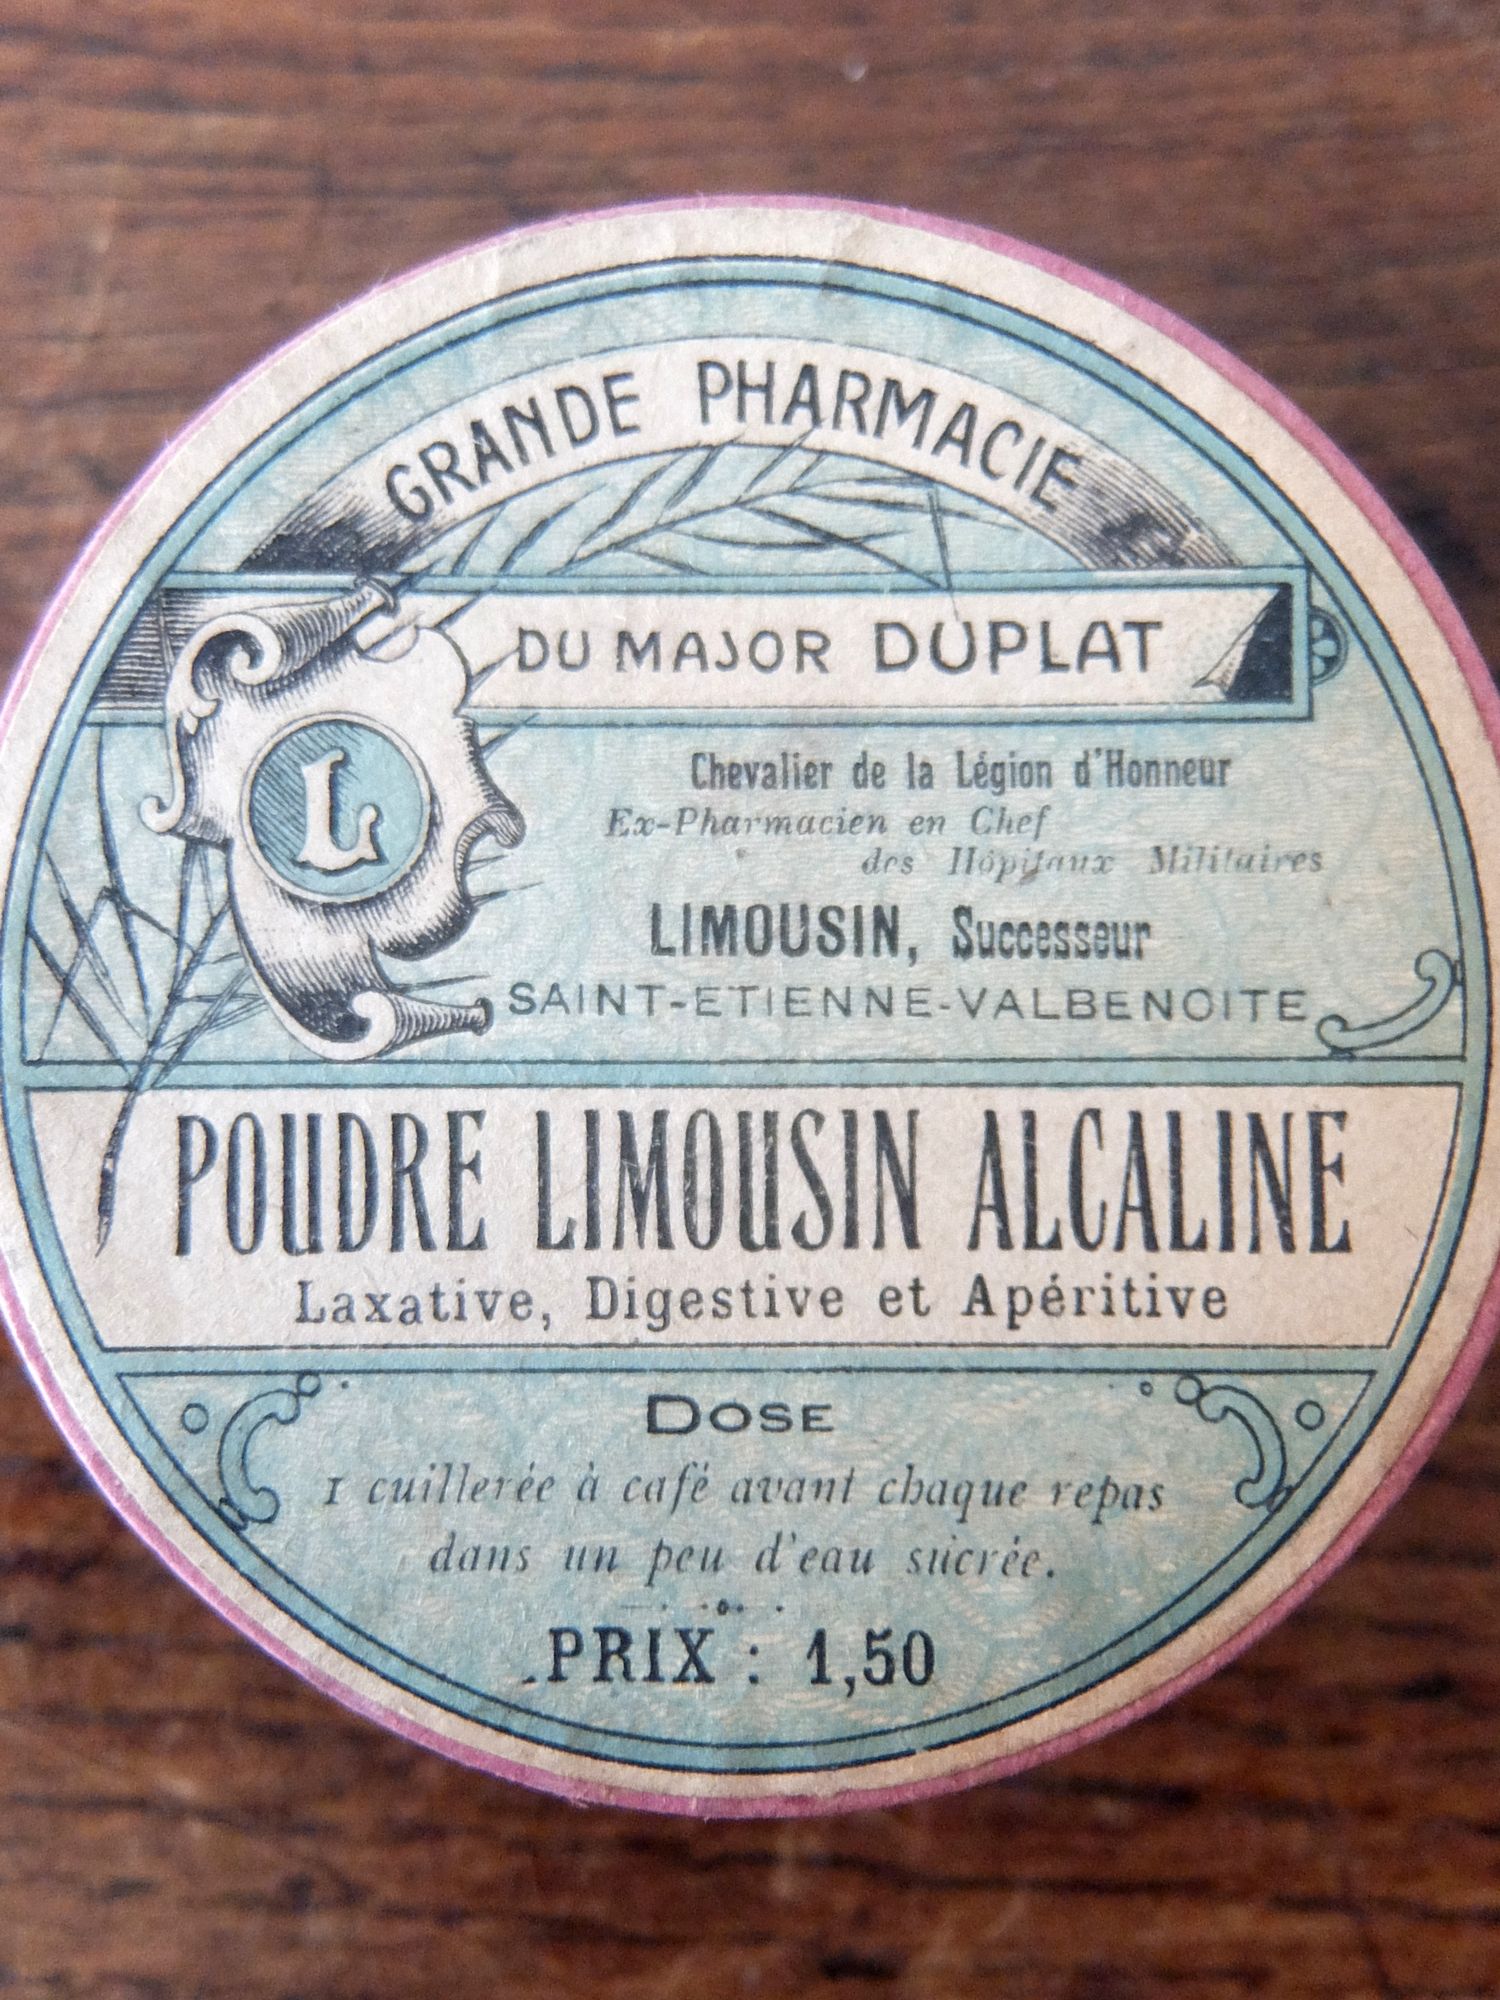 GRANDE PHARMACIE
DU MAJOR DUPLAT
L
Chevalier de la Légion d'Honneur
Ex-Pharmacien en Chef
des Hôpitaux Militaires
LIMOUSIN, Successeur
SAINT-ETIENNE-VALBENOITE
POUDRE LIMOUSIN ALCALINE
Laxative, Digestive et Apéritive
DOSE
1 cuillerée à café avant chaque repas
dans un peu d'eau sucrée.
PRIX : 1,50